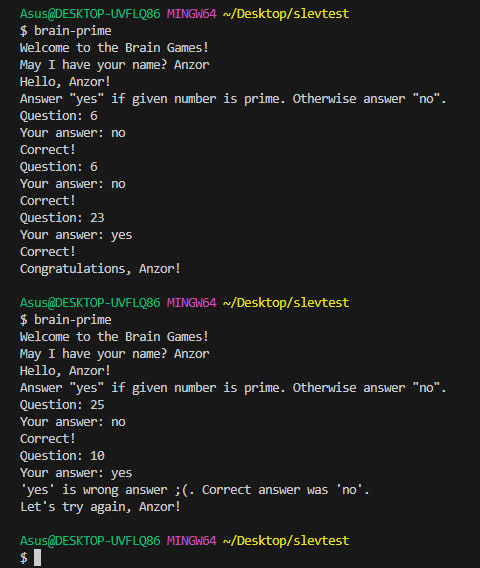 Asus@DESKTOP-UVFLQ86 MINGW64 ~/Desktop/slevtest
$ brain-prime
Welcome to the Brain Games!
May I have your name? Anzor
Hello, Anzor!
Answer "yes" if given number is prime. Otherwise answer "no".
Question: 6
Your answer: no
Correct!
Question: 6
Your answer: no
Correct!
Question: 23
Your answer: yes
Correct!
Congratulations, Anzor!
Asus@DESKTOP-UVFLQ86 MINGW64 ~/Desktop/slevtest
$ brain-prime
Welcome to the Brain Games!
May I have your name? Anzor
Hello, Anzor!
Answer "yes" if given number is prime. Otherwise answer "no".
Question: 25
Your answer: no
Correct!
Question: 10
Your answer: yes
'yes' is wrong answer ;(. Correct answer was 'no'.
Let's try again, Anzor!
Asus@DESKTOP-UVFLQ86 MINGW64 ~/Desktop/slevtest
$